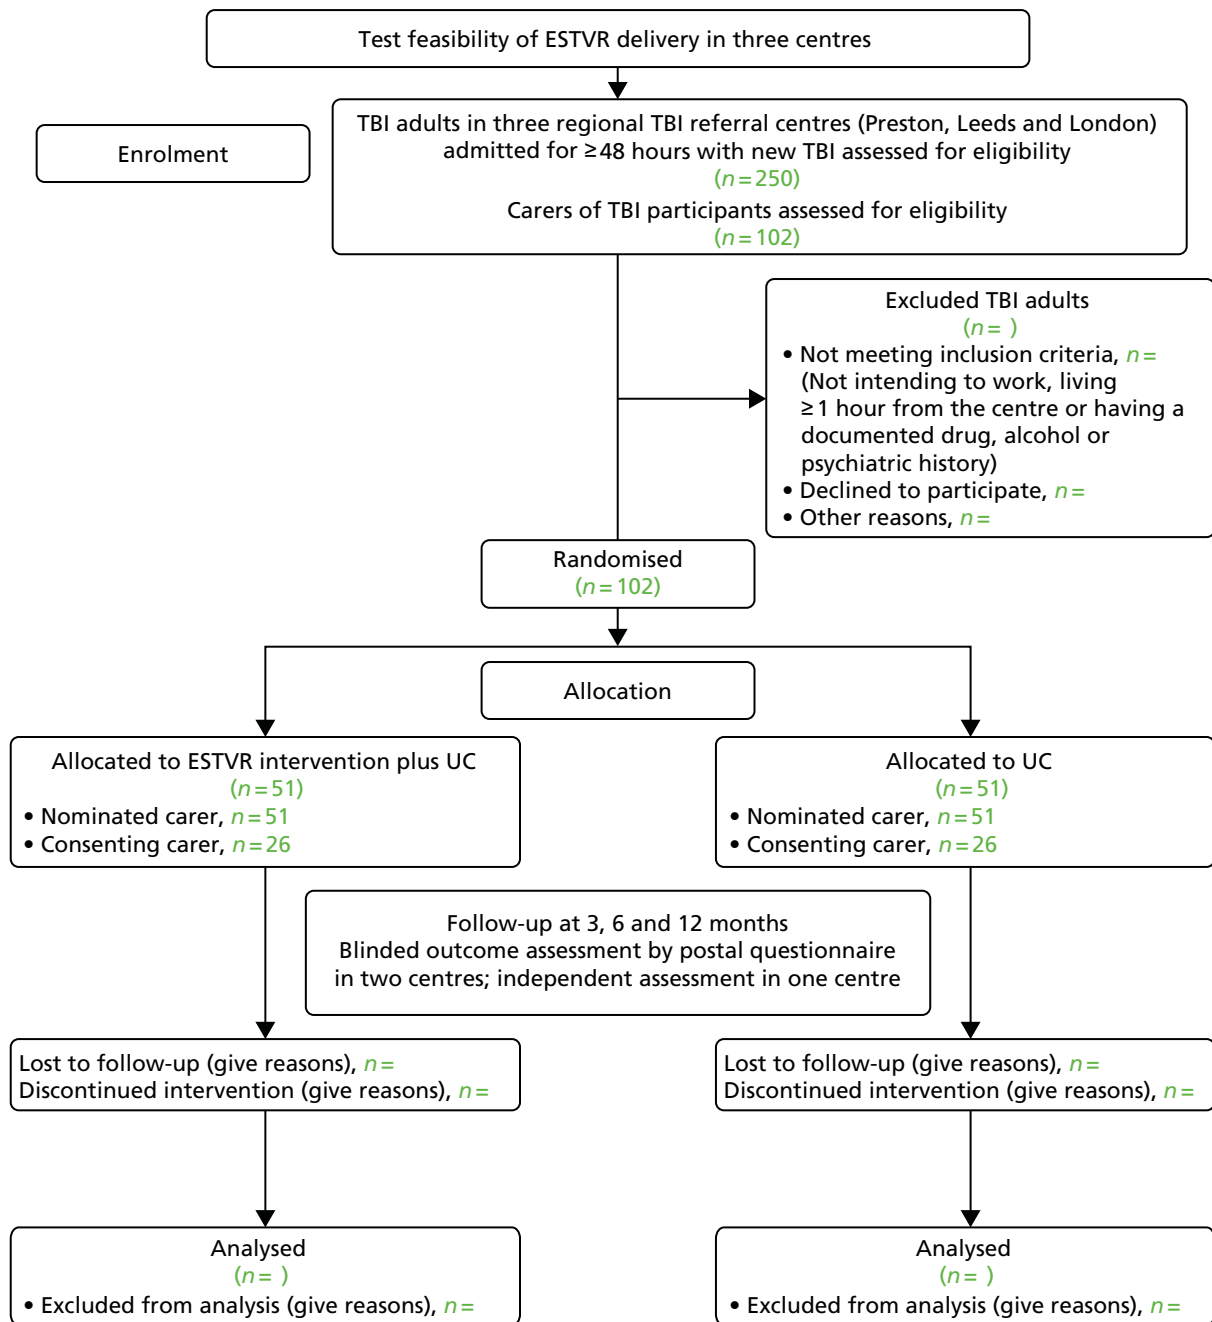 Test feasibility of ESTVR delivery in three centres
Enrolment
TBI adults in three regional TBI referral centres (Preston, Leeds and London)
admitted for ≥48 hours with new TBI assessed for eligibility
(n=250)
Carers of TBI participants assessed for eligibility
(n=102)
Excluded TBI adults
(n= )
• Not meeting inclusion criteria, n=
(Not intending to work, living
≥1 hour from the centre or having a
documented drug, alcohol or
psychiatric history)
• Declined to participate, n=
• Other reasons, n=
Randomised
(n=102)
Allocation
Allocated to ESTVR intervention plus UC
(n=51)
• Nominated carer, n=51
• Consenting carer, n=26
Allocated to UC
(n=51)
• Nominated carer, n=51
• Consenting carer, n=26
Follow-up at 3, 6 and 12 months
Blinded outcome assessment by postal questionnaire
in two centres; independent assessment in one centre
Lost to follow-up (give reasons), n=
Discontinued intervention (give reasons), n=
Lost to follow-up (give reasons), n=
Discontinued intervention (give reasons), n=
Analysed
(n= )
• Excluded from analysis (give reasons), n=
Analysed
(n= )
• Excluded from analysis (give reasons), n=